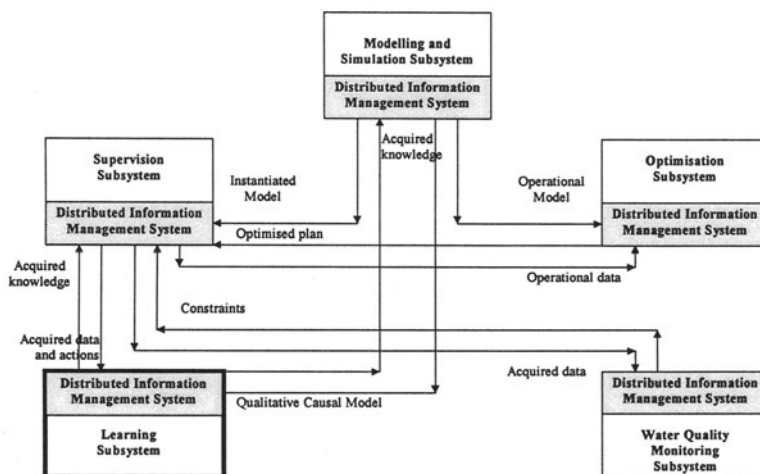 Modelling and
Simulation Subsystem
Distributed Information
Management System
Acquired
knowledge
Supervision
Subsystem
Distributed Information
Management System
Instantiated
Model
Operational
Model
Optimisation
Subsystem
Distributed Information
Management System
Optimised plan
Operational data
Acquired
knowledge
Constraints
Acquired data
and actions
Acquired data
Distributed Information
Management System
Learning
Subsystem
Qualitative Causal Model
Distributed Information
Management System
Water Quality
Monitoring
Subsystem